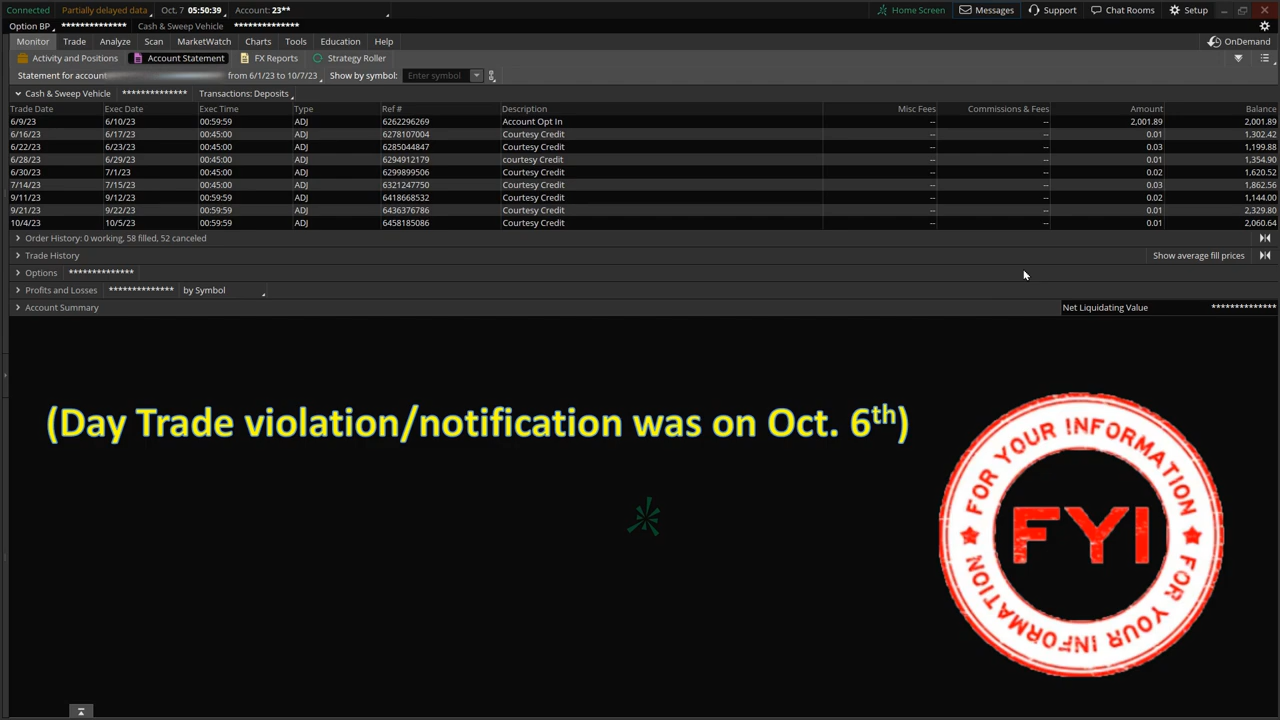 Connected Partially delayed data Oct, 7 05:50:39 Account: 23** Home Screen Messages Support Chat Rooms Setup
Option BP ************** Cash & Sweep Vehicle **************
Monitor Trade Analyze Scan MarketWatch Charts Tools Education Help OnDemand
Activity and Positions Account Statement FX Reports Strategy Roller
Statement for account from 6/1/23 to 10/7/23 Show by symbol: Enter symbol
Cash & Sweep Vehicle ************** Transactions: Deposits
Trade Date Exec Date Exec Time Type Ref # Description Misc Fees Commissions & Fees Amount Balance
6/9/23 6/10/23 00:59:59 ADJ 6262296269 Account Opt In -- -- 2,001.89 2,001.89
6/16/23 6/17/23 00:45:00 ADJ 6278107004 Courtesy Credit -- -- 0.01 1,302.42
6/22/23 6/23/23 00:45:00 ADJ 6285044847 Courtesy Credit -- -- 0.03 1,199.88
6/28/23 6/29/23 00:45:00 ADJ 6294912179 courtesy Credit -- -- 0.01 1,354.90
6/30/23 7/1/23 00:45:00 ADJ 6299899506 Courtesy Credit -- -- 0.02 1,620.52
7/14/23 7/15/23 00:45:00 ADJ 6321247750 Courtesy Credit -- -- 0.03 1,862.56
9/11/23 9/12/23 00:59:59 ADJ 6418668532 Courtesy Credit -- -- 0.02 1,144.00
9/21/23 9/22/23 00:59:59 ADJ 6436376786 Courtesy Credit -- -- 0.01 2,329.80
10/4/23 10/5/23 00:59:59 ADJ 6458185086 Courtesy Credit -- -- 0.01 2,060.64
Order History: 0 working, 58 filled, 52 canceled
Trade History Show average fill prices
Options **************
Profits and Losses ************** by Symbol
Account Summary Net Liquidating Value **************
(Day Trade violation/notification was on Oct. 6th)
FOR YOUR INFORMATION
FYI
FOR YOUR INFORMATION